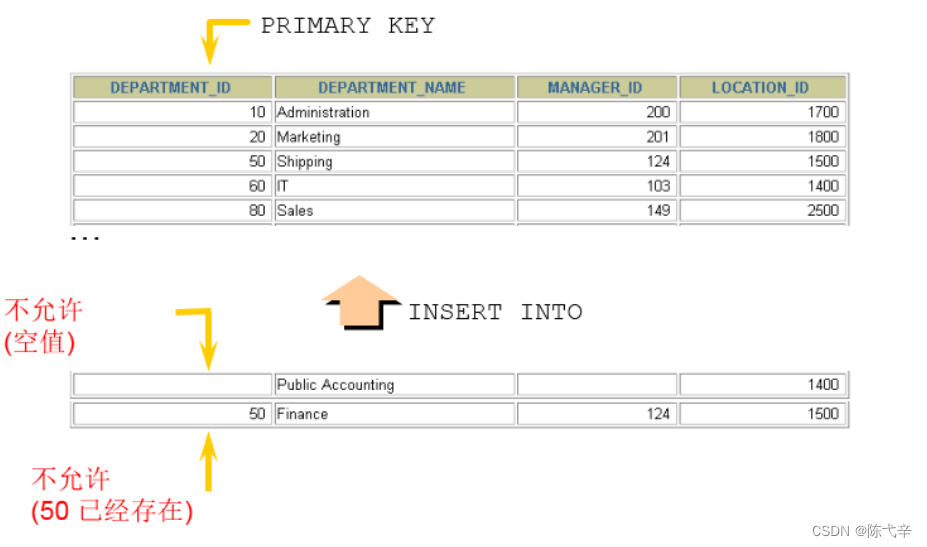 PRIMARY KEY
DEPARTMENT_ID DEPARTMENT_NAME MANAGER_ID LOCATION_ID
10 Administration 200 1700
20 Marketing 201 1800
50 Shipping 124 1500
60 IT 103 1400
80 Sales 149 2500
...
不允许
(空值)
INSERT INTO
Public Accounting 1400
50 Finance 124 1500
不允许
(50 已经存在)
CSDN @陈弋辛